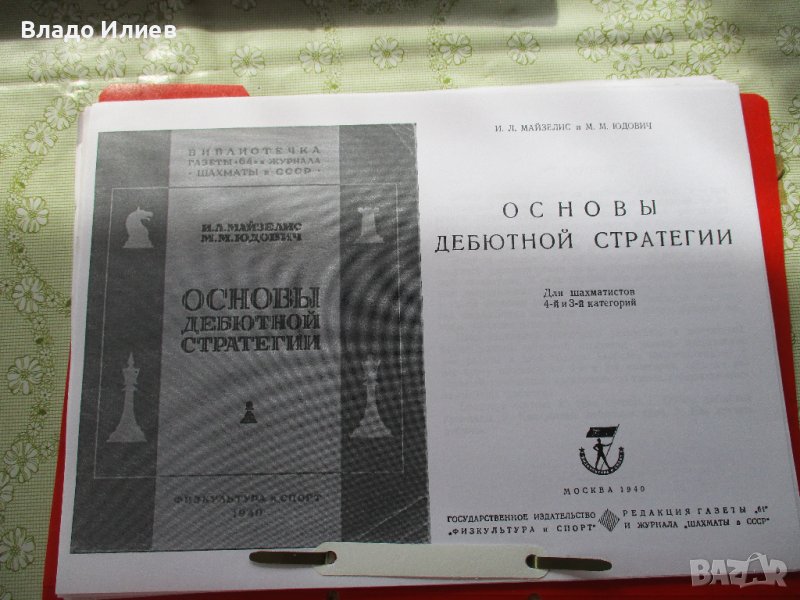 Владо Илиев
БИБЛИОТЕЧКА
ГАЗЕТЫ „64" и ЖУРНАЛА
· ШАХМАТЫ в СССР ·
И.Л.МАЙЗЕЛИС
М.М.ЮДОВИЧ
ОСНОВЫ
ДЕБЮТНОЙ
СТРАТЕГИИ
ФИЗКУЛЬТУРА и СПОРТ
1940
И. Л. МАЙЗЕЛИС и М. М. ЮДОВИЧ
ОСНОВЫ
ДЕБЮТНОЙ СТРАТЕГИИ
Для шахматистов
4-й и 3-й категорий
МОСКВА 1940
ГОСУДАРСТВЕННОЕ ИЗДАТЕЛЬСТВО
„ФИЗКУЛЬТУРА и СПОРТ"
РЕДАКЦИЯ ГАЗЕТЫ „64"
И ЖУРНАЛА „ШАХМАТЫ в СССР"
BAZAR